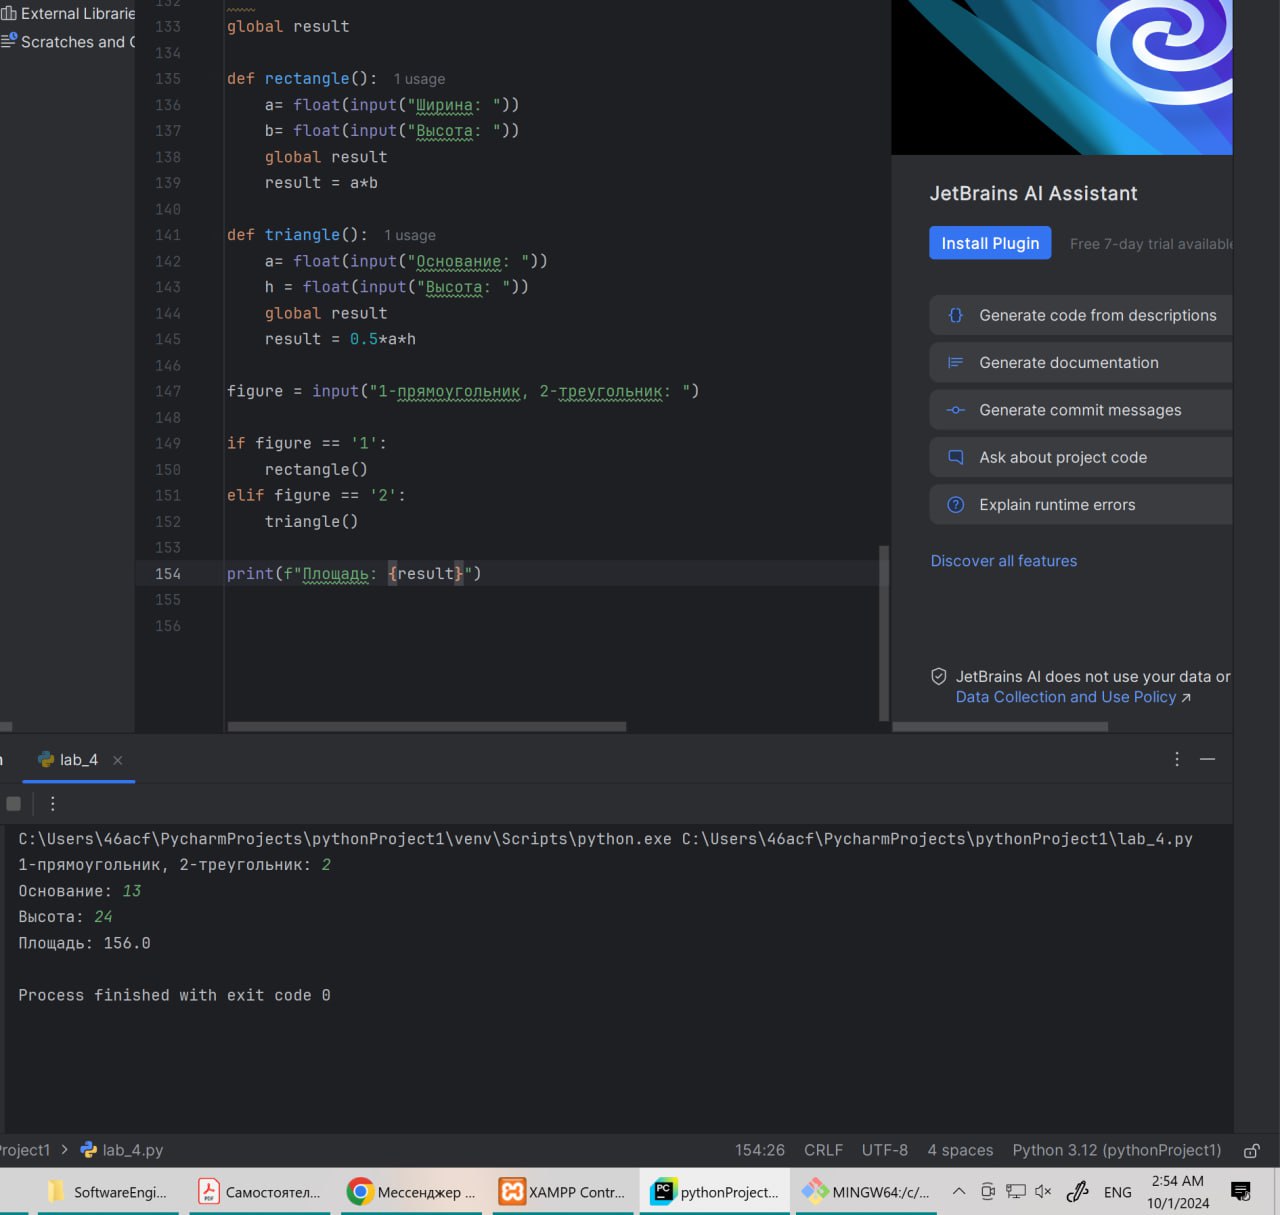 External Librarie
Scratches and C
132
133 global result
134
135 def rectangle(): 1 usage
136 a= float(input("Ширина: "))
137 b= float(input("Высота: "))
138 global result
139 result = a*b
140
141 def triangle(): 1 usage
142 a= float(input("Основание: "))
143 h = float(input("Высота: "))
144 global result
145 result = 0.5*a*h
146
147 figure = input("1-прямоугольник, 2-треугольник: ")
148
149 if figure == '1':
150 rectangle()
151 elif figure == '2':
152 triangle()
153
154 print(f"Площадь: {result}")
155
156
JetBrains AI Assistant
Install Plugin Free 7-day trial available
Generate code from descriptions
Generate documentation
Generate commit messages
Ask about project code
Explain runtime errors
Discover all features
JetBrains AI does not use your data or
Data Collection and Use Policy ↗
lab_4
C:\Users\46acf\PycharmProjects\pythonProject1\venv\Scripts\python.exe C:\Users\46acf\PycharmProjects\pythonProject1\lab_4.py
1-прямоугольник, 2-треугольник: 2
Основание: 13
Высота: 24
Площадь: 156.0
Process finished with exit code 0
roject1 > lab_4.py 154:26 CRLF UTF-8 4 spaces Python 3.12 (pythonProject1)
SoftwareEngi... Самостоятел... Мессенджер ... XAMPP Contr... pythonProject... MINGW64:/c/... ENG 2:54 AM
10/1/2024